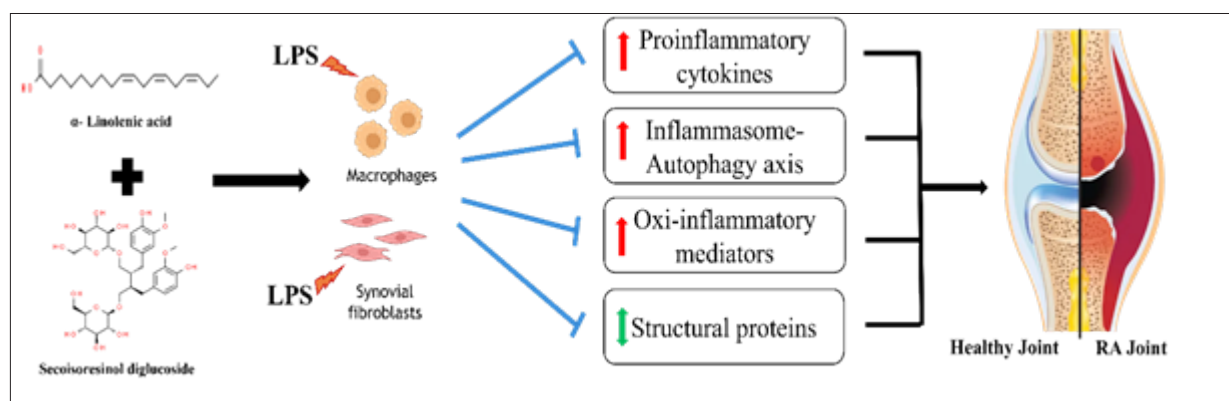 α- Linolenic acid
Secoisoresinol diglucoside
LPS
Macrophages
LPS
Synovial
fibroblasts
Proinflammatory
cytokines
Inflammasome-
Autophagy axis
Oxi-inflammatory
mediators
Structural proteins
Healthy Joint
RA Joint